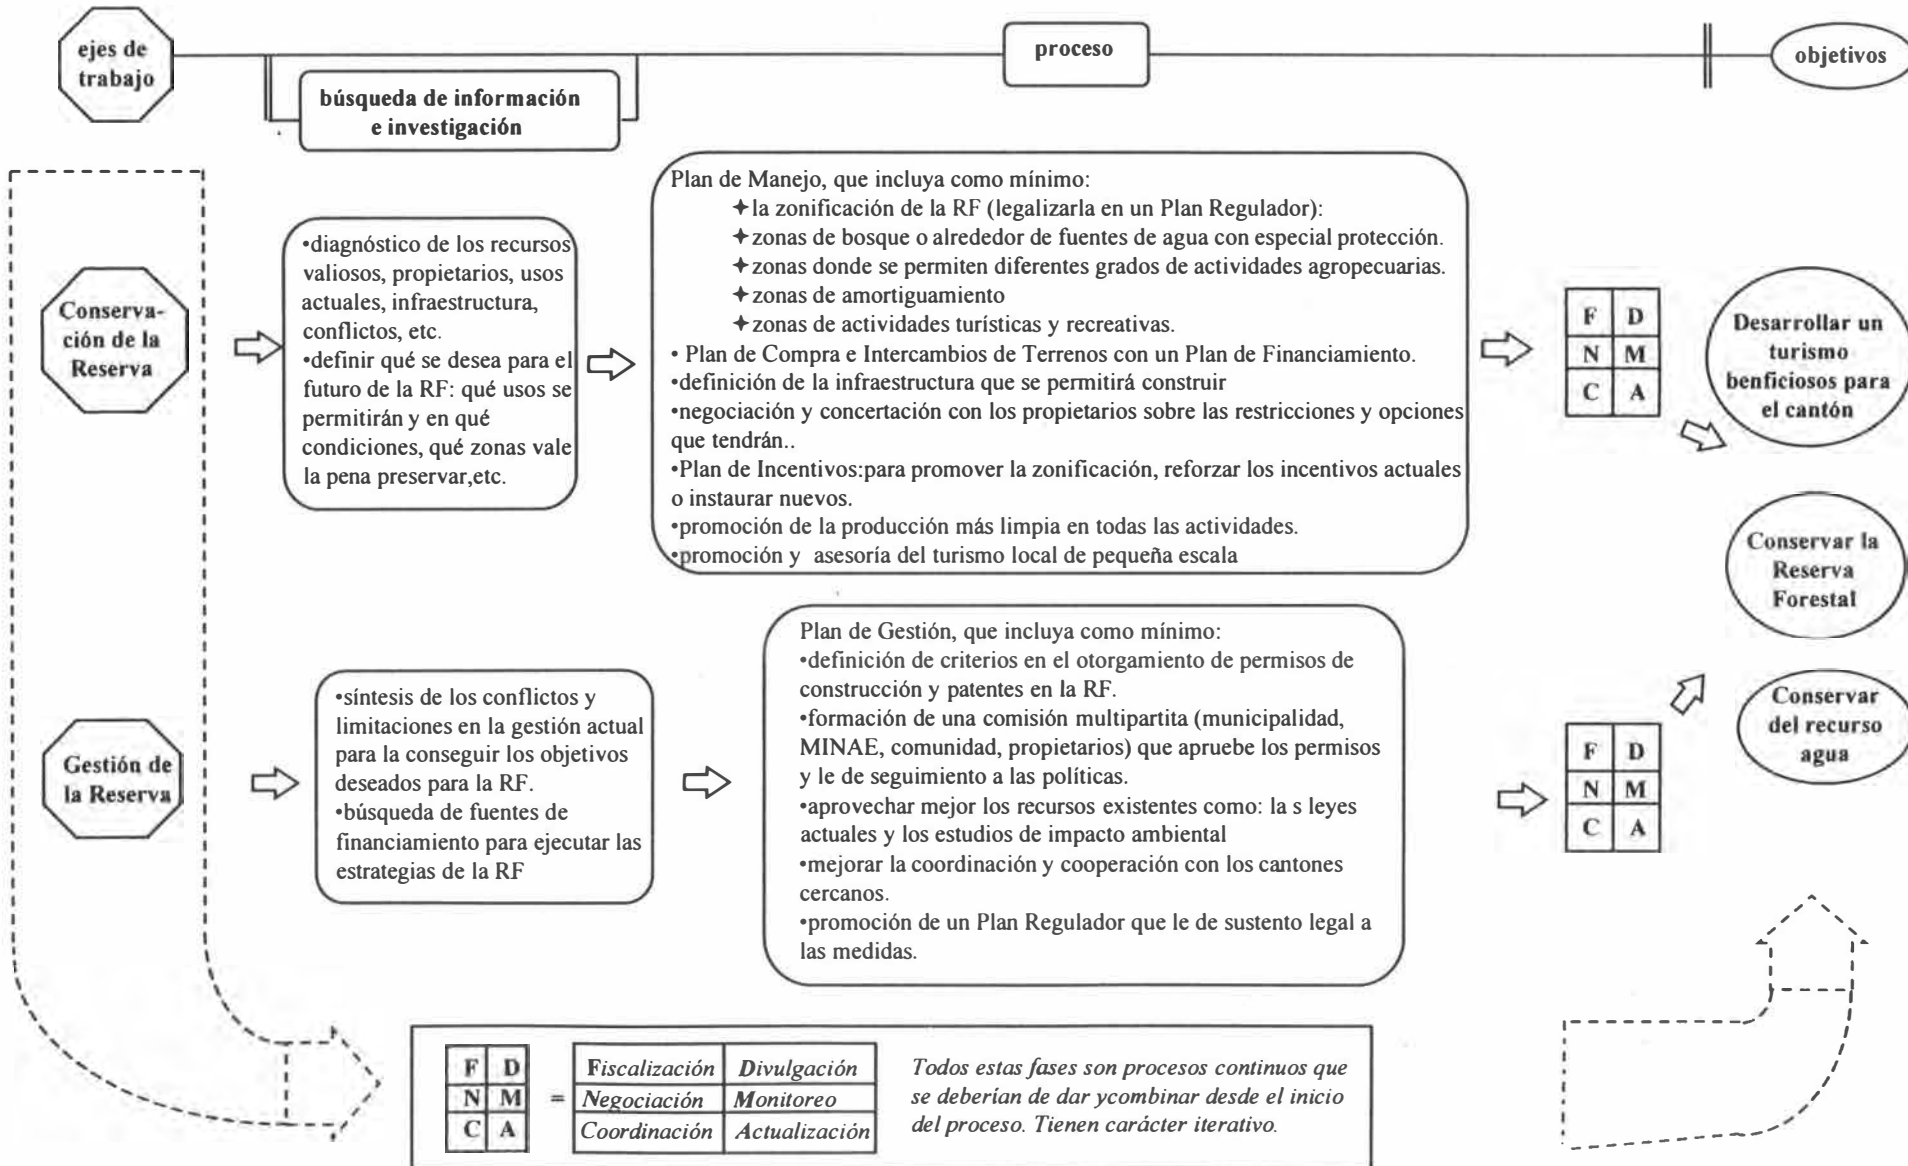 ejes de
trabajo
búsqueda de información
e investigación
proceso
objetivos
Conserva-
ción de la
Reserva
•diagnóstico de los recursos
valiosos, propietarios, usos
actuales, infraestructura,
conflictos, etc.
•definir qué se desea para el
futuro de la RF: qué usos se
permitirán y en qué
condiciones, qué zonas vale
la pena preservar,etc.
Plan de Manejo, que incluya como mínimo:
✦la zonificación de la RF (legalizarla en un Plan Regulador):
✦zonas de bosque o alrededor de fuentes de agua con especial protección.
✦zonas donde se permiten diferentes grados de actividades agropecuarias.
✦zonas de amortiguamiento
✦zonas de actividades turísticas y recreativas.
• Plan de Compra e Intercambios de Terrenos con un Plan de Financiamiento.
•definición de la infraestructura que se permitirá construir
•negociación y concertación con los propietarios sobre las restricciones y opciones
que tendrán..
•Plan de Incentivos:para promover la zonificación, reforzar los incentivos actuales
o instaurar nuevos.
•promoción de la producción más limpia en todas las actividades.
•promoción y asesoría del turismo local de pequeña escala
F D
N M
C A
Desarrollar un
turismo
benficiosos para
el cantón
Conservar la
Reserva
Forestal
Conservar
del recurso
agua
Gestión de
la Reserva
•síntesis de los conflictos y
limitaciones en la gestión actual
para la conseguir los objetivos
deseados para la RF.
•búsqueda de fuentes de
financiamiento para ejecutar las
estrategias de la RF
Plan de Gestión, que incluya como mínimo:
•definición de criterios en el otorgamiento de permisos de
construcción y patentes en la RF.
•formación de una comisión multipartita (municipalidad,
MINAE, comunidad, propietarios) que apruebe los permisos
y le de seguimiento a las políticas.
•aprovechar mejor los recursos existentes como: la s leyes
actuales y los estudios de impacto ambiental
•mejorar la coordinación y cooperación con los cantones
cercanos.
•promoción de un Plan Regulador que le de sustento legal a
las medidas.
F D
N M
C A
F D
N M
C A
=
Fiscalización Divulgación
Negociación Monitoreo
Coordinación Actualización
Todos estas fases son procesos continuos que
se deberían de dar ycombinar desde el inicio
del proceso. Tienen carácter iterativo.